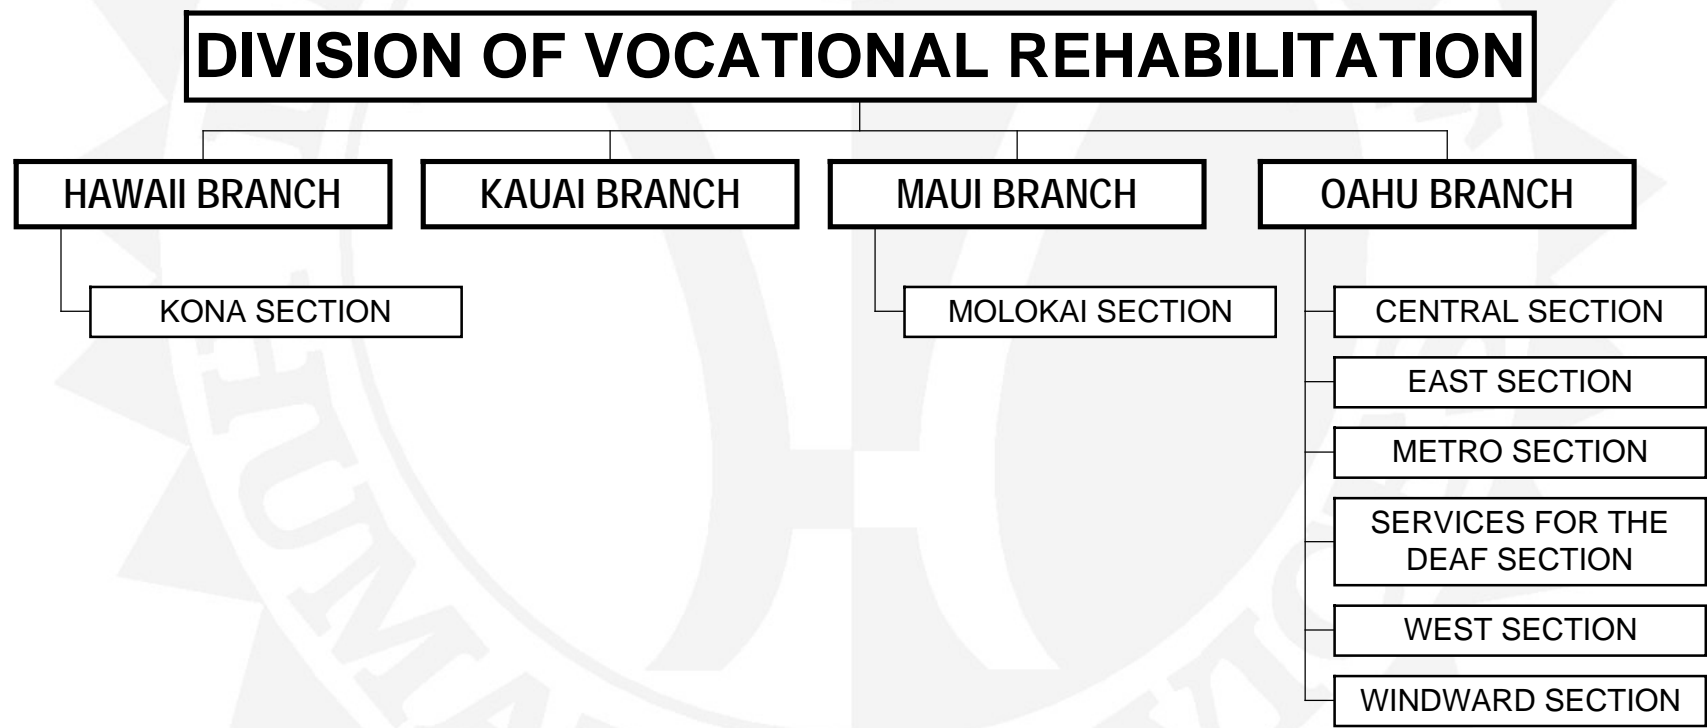 DIVISION OF VOCATIONAL REHABILITATION
HAWAII BRANCH
KAUAI BRANCH
MAUI BRANCH
OAHU BRANCH
KONA SECTION
MOLOKAI SECTION
CENTRAL SECTION
EAST SECTION
METRO SECTION
SERVICES FOR THE
DEAF SECTION
WEST SECTION
WINDWARD SECTION